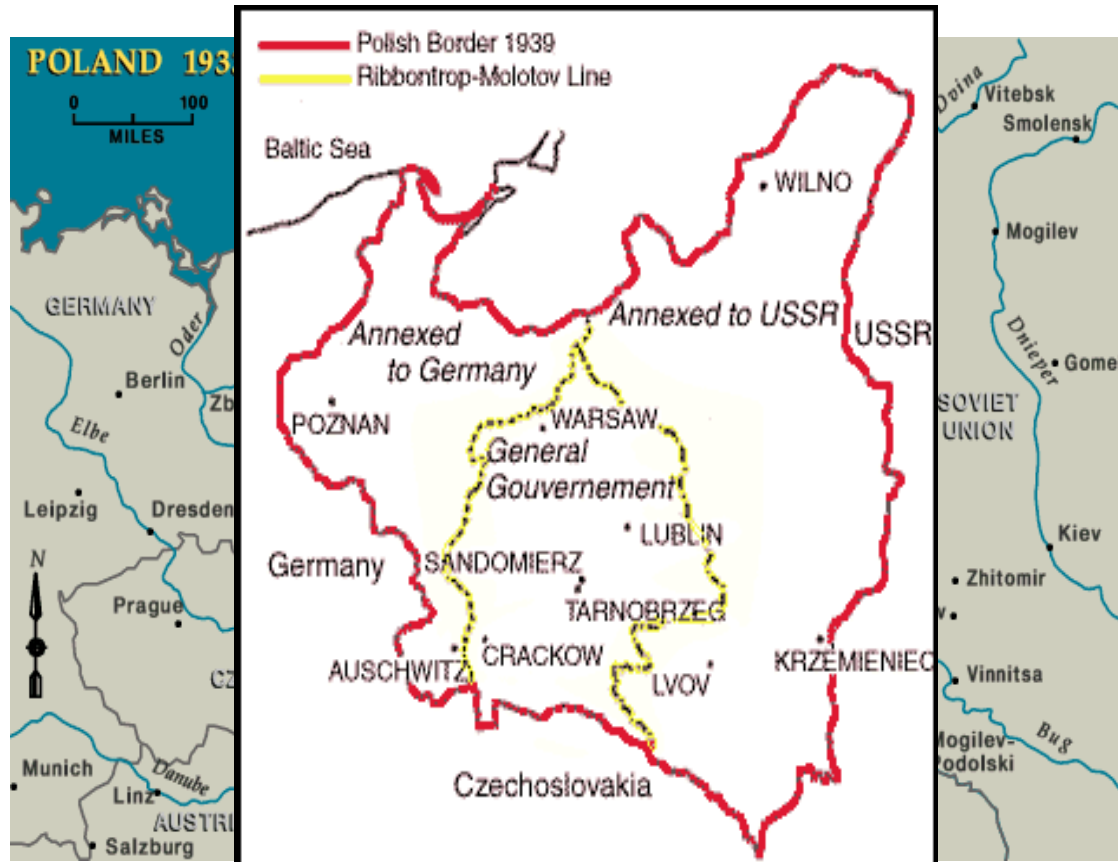 POLAND 193
0 100
MILES
GERMANY
Oder
Berlin
Elbe
Leipzig
Dresden
N
Prague
Munich
Danube
Linz
AUSTRI
Salzburg
Polish Border 1939
Ribbontrop-Molotov Line
Baltic Sea
WILNO
Annexed to USSR
USSR
Annexed
to Germany
POZNAN
WARSAW
General
Gouvernement
LUBLIN
Germany
SANDOMIERZ
TARNOBRZEG
AUSCHWITZ
CRACKOW
LVOV
KRZEMIENIEC
Czechoslovakia
Dvina
Vitebsk
Smolensk
Mogilev
Dnieper
Gome
SOVIET
UNION
Kiev
Zhitomir
Vinnitsa
Bug
Mogilev-
Podolski